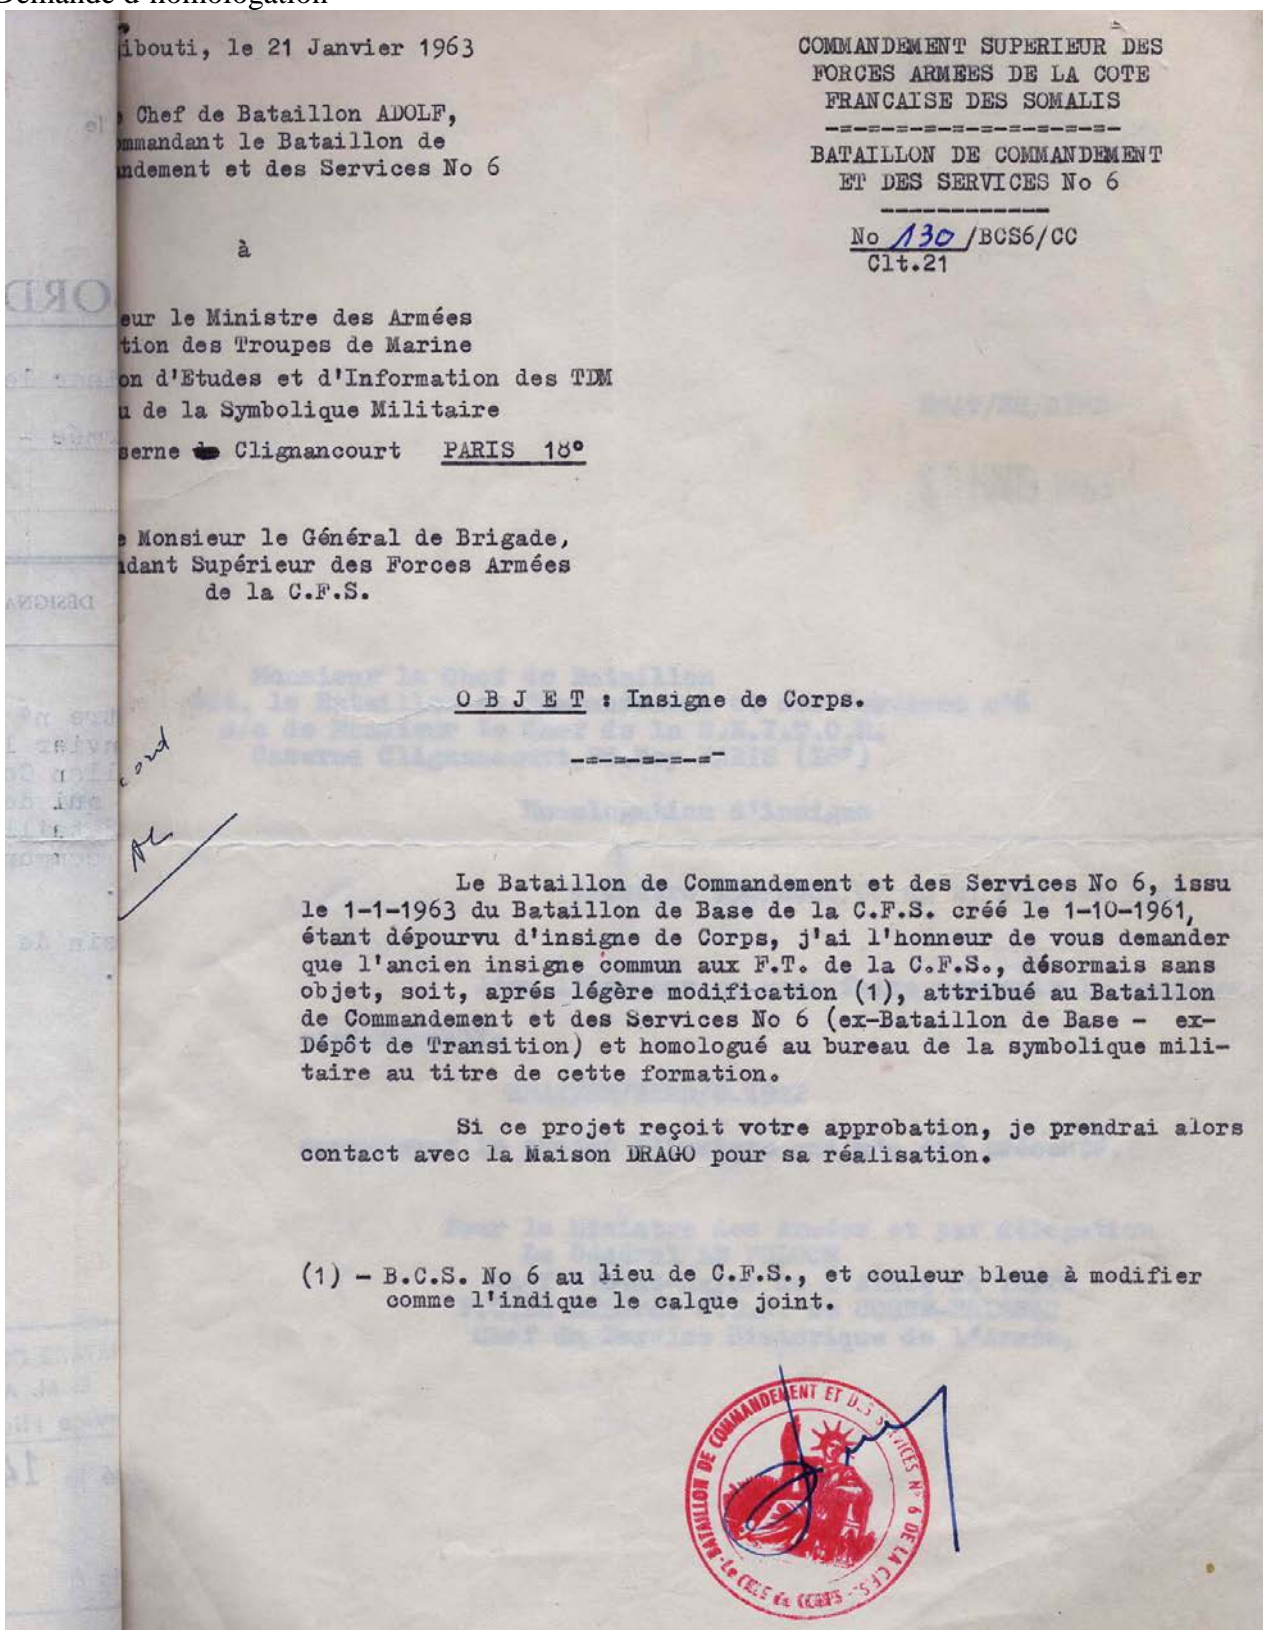 Demande d'homologation
ibouti, le 21 Janvier 1963
Chef de Bataillon ADOLF,
mmandant le Bataillon de
ndement et des Services No 6
à
eur le Ministre des Armées
tion des Troupes de Marine
on d'Etudes et d'Information des TDM
u de la Symbolique Militaire
serne de Clignancourt PARIS 18°
e Monsieur le Général de Brigade,
dant Supérieur des Forces Armées
de la C.F.S.
COMMANDEMENT SUPERIEUR DES
FORCES ARMEES DE LA COTE
FRANCAISE DES SOMALIS
-=-=-=-=-=-=-=-=-=-=-
BATAILLON DE COMMANDEMENT
ET DES SERVICES No 6
------------
No 130 /BCS6/CC
Clt.21
O B J E T : Insigne de Corps.
-=-=-=-=-=-
Le Bataillon de Commandement et des Services No 6, issu
le 1-1-1963 du Bataillon de Base de la C.F.S. créé le 1-10-1961,
étant dépourvu d'insigne de Corps, j'ai l'honneur de vous demander
que l'ancien insigne commun aux F.T. de la C.F.S., désormais sans
objet, soit, aprés légère modification (1), attribué au Bataillon
de Commandement et des Services No 6 (ex-Bataillon de Base - ex-
Dépôt de Transition) et homologué au bureau de la symbolique mili-
taire au titre de cette formation.
Si ce projet reçoit votre approbation, je prendrai alors
contact avec la Maison DRAGO pour sa réalisation.
(1) - B.C.S. No 6 au lieu de C.F.S., et couleur bleue à modifier
comme l'indique le calque joint.
BATAILLON DE COMMANDEMENT ET DES SERVICES N° 6 DE LA C.F.S.
Le CHEF de CORPS